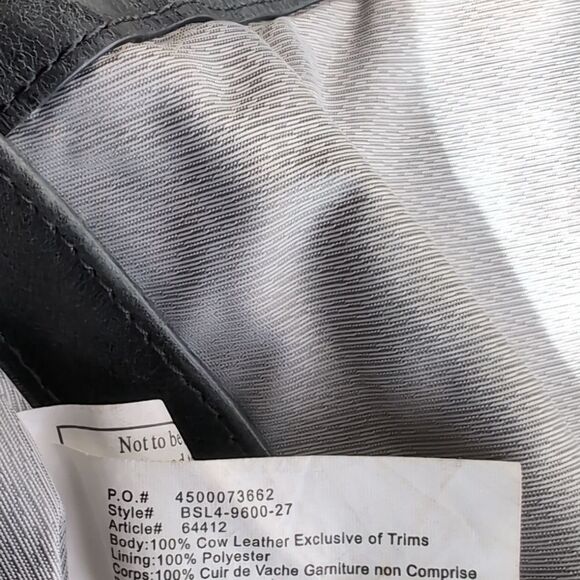 Not to be
P.O.# 4500073662
Style# BSL4-9600-27
Article# 64412
Body:100% Cow Leather Exclusive of Trims
Lining:100% Polyester
Corps:100% Cuir de Vache Garniture non Comprise